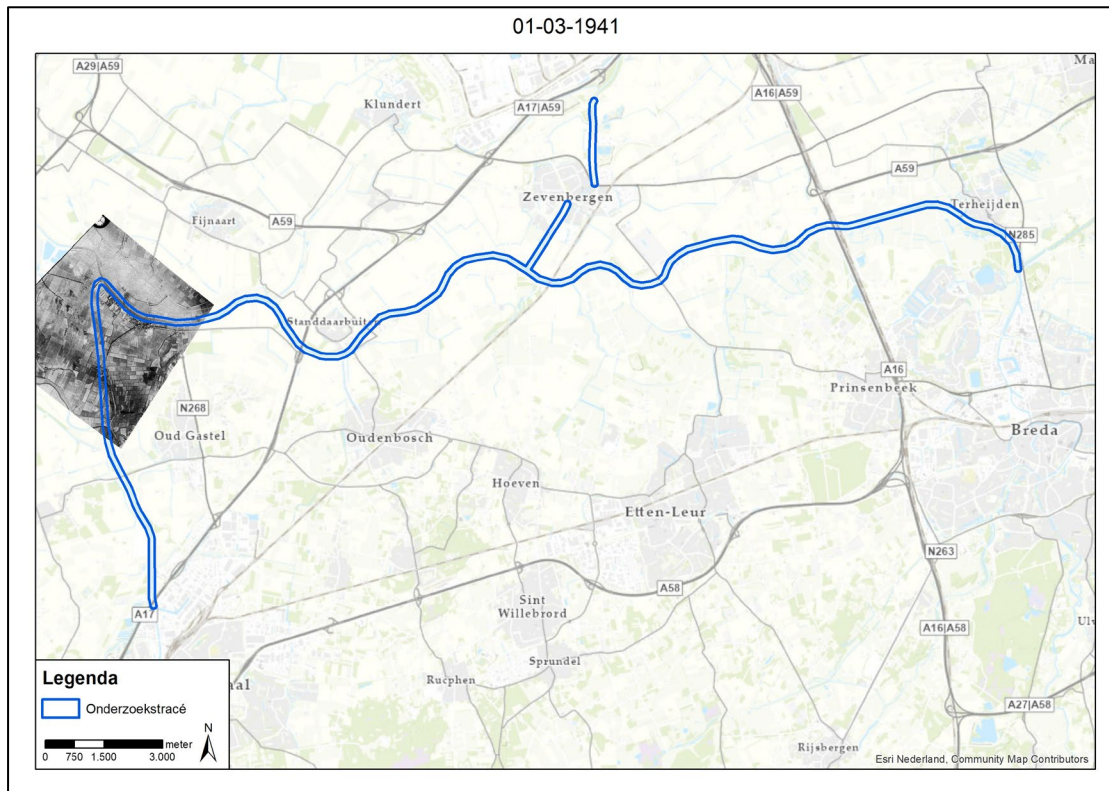 01-03-1941
A29|A59
Klundert
A17|A59
A16|A59
Ma
Zevenbergen
A59
Fijnaart
A59
Terheijden
N285
Standdaarbuiten
A16
Prinsenbeek
N268
Oud Gastel
Oudenbosch
Breda
Hoeven
Etten-Leur
N263
A58
Sint
Willebrord
A17
A16|A58
Ulv
Sprundel
Rucphen
aal
A27|A58
Rijsbergen
Legenda
Onderzoekstracé
N
meter
0 750 1.500 3.000
Esri Nederland, Community Map Contributors